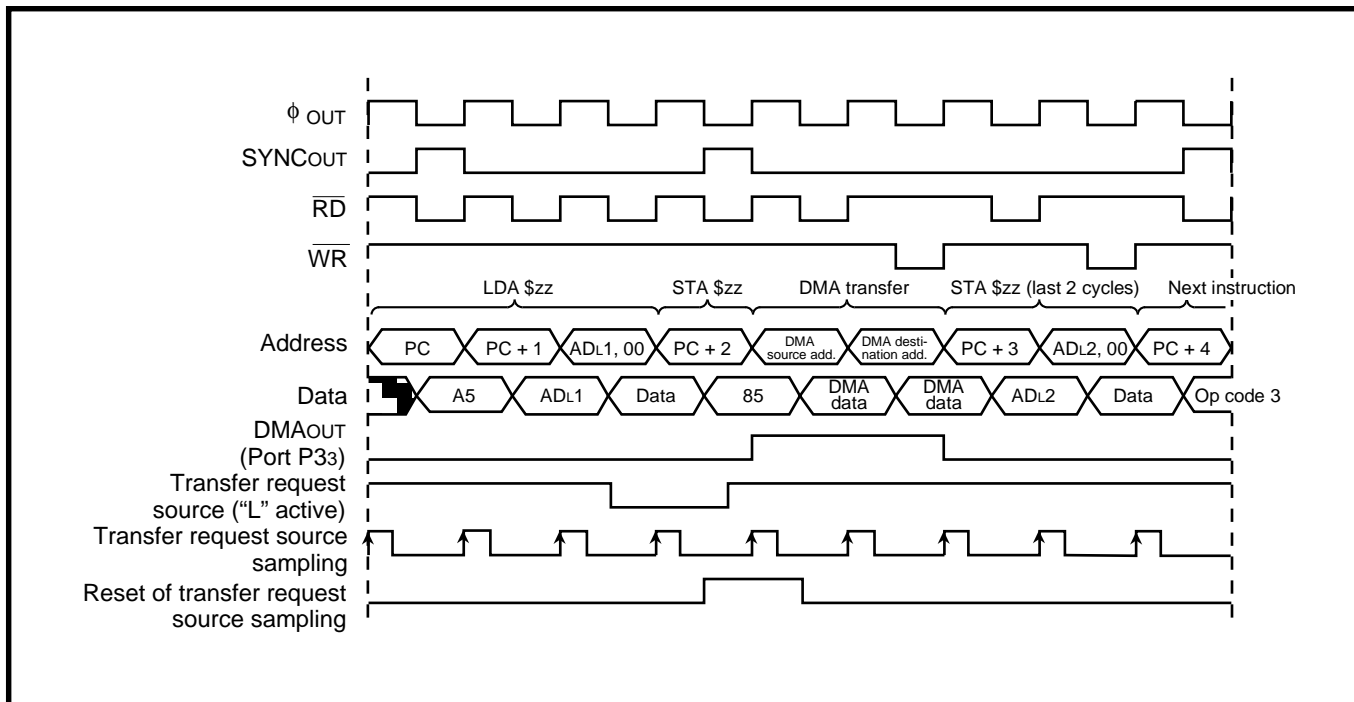 ϕ OUT
SYNCOUT
RD
WR
LDA $zz STA $zz DMA transfer STA $zz (last 2 cycles) Next instruction
Address PC PC + 1 ADL1, 00 PC + 2 DMA source add. DMA desti- nation add. PC + 3 ADL2, 00 PC + 4
Data A5 ADL1 Data 85 DMA data DMA data ADL2 Data Op code 3
DMAOUT
(Port P33)
Transfer request
source (“L” active)
Transfer request source
sampling
Reset of transfer request
source sampling